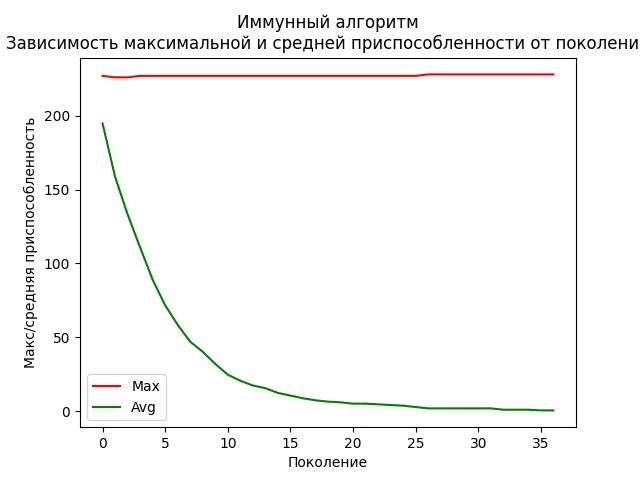 Иммунный алгоритм
Зависимость максимальной и средней приспособленности от поколени
Макс/средняя приспособленность
200
150
100
50
0
Max
Avg
0 5 10 15 20 25 30 35
Поколение